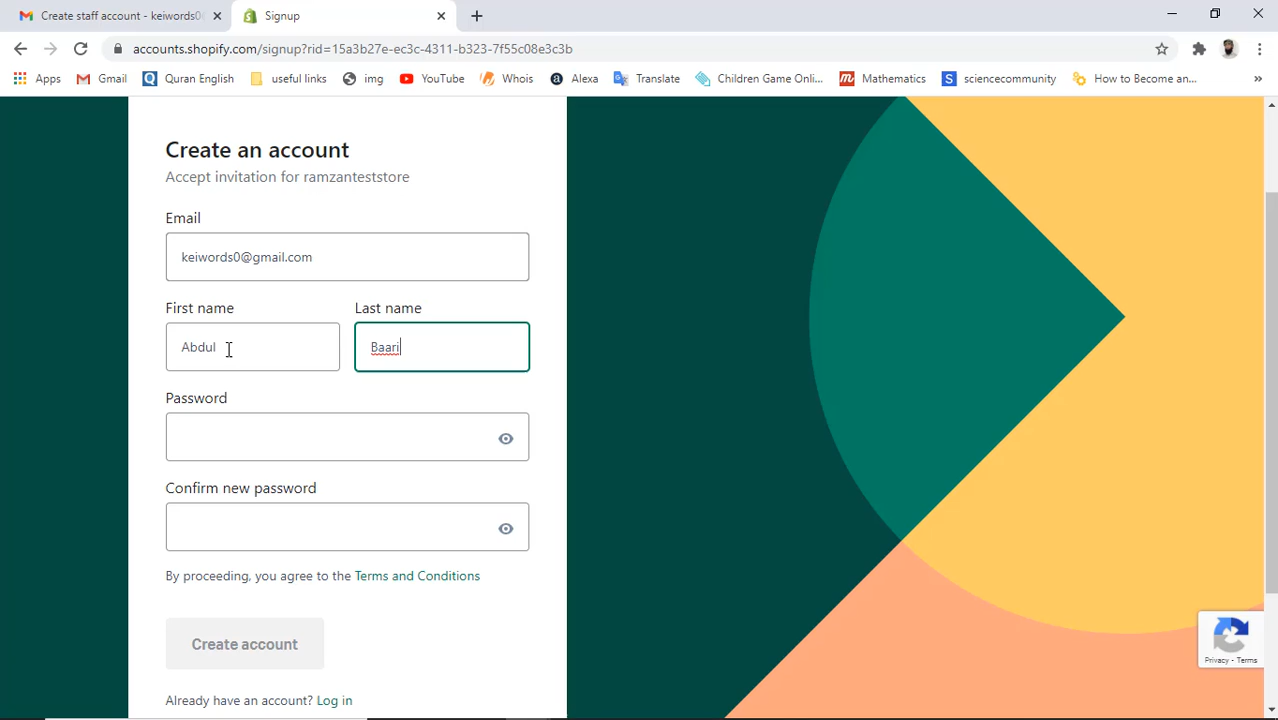 Create staff account - keiwords0
Signup
accounts.shopify.com/signup?rid=15a3b27e-ec3c-4311-b323-7f55c08e3c3b
Apps Gmail Quran English useful links img YouTube Whois Alexa Translate Children Game Onli... Mathematics sciencecommunity How to Become an... »
Create an account
Accept invitation for ramzanteststore
Email
keiwords0@gmail.com
First name Last name
Abdul Baari
Password
Confirm new password
By proceeding, you agree to the Terms and Conditions
Create account
Already have an account? Log in
Privacy - Terms